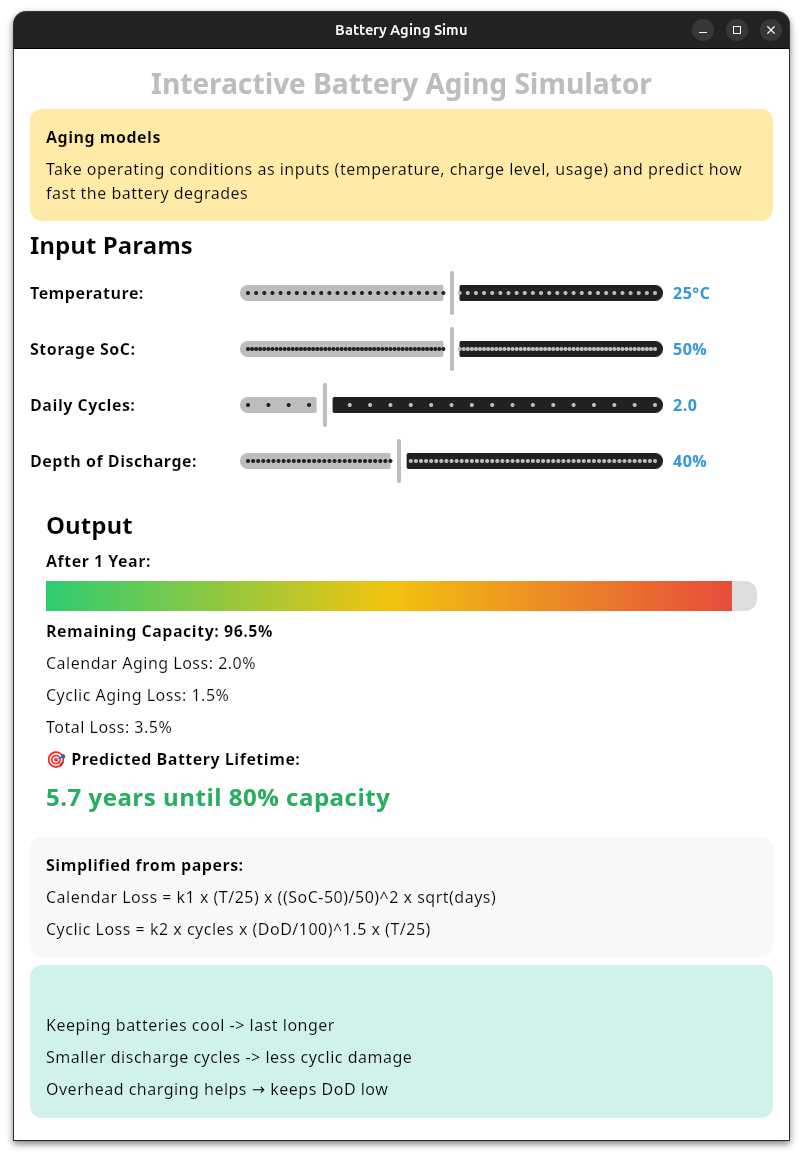 Battery Aging Simu
Interactive Battery Aging Simulator
Aging models
Take operating conditions as inputs (temperature, charge level, usage) and predict how
fast the battery degrades
Input Params
Temperature: 25°C
Storage SoC: 50%
Daily Cycles: 2.0
Depth of Discharge: 40%
Output
After 1 Year:
Remaining Capacity: 96.5%
Calendar Aging Loss: 2.0%
Cyclic Aging Loss: 1.5%
Total Loss: 3.5%
🎯 Predicted Battery Lifetime:
5.7 years until 80% capacity
Simplified from papers:
Calendar Loss = k1 x (T/25) x ((SoC-50)/50)^2 x sqrt(days)
Cyclic Loss = k2 x cycles x (DoD/100)^1.5 x (T/25)
Keeping batteries cool -> last longer
Smaller discharge cycles -> less cyclic damage
Overhead charging helps → keeps DoD low